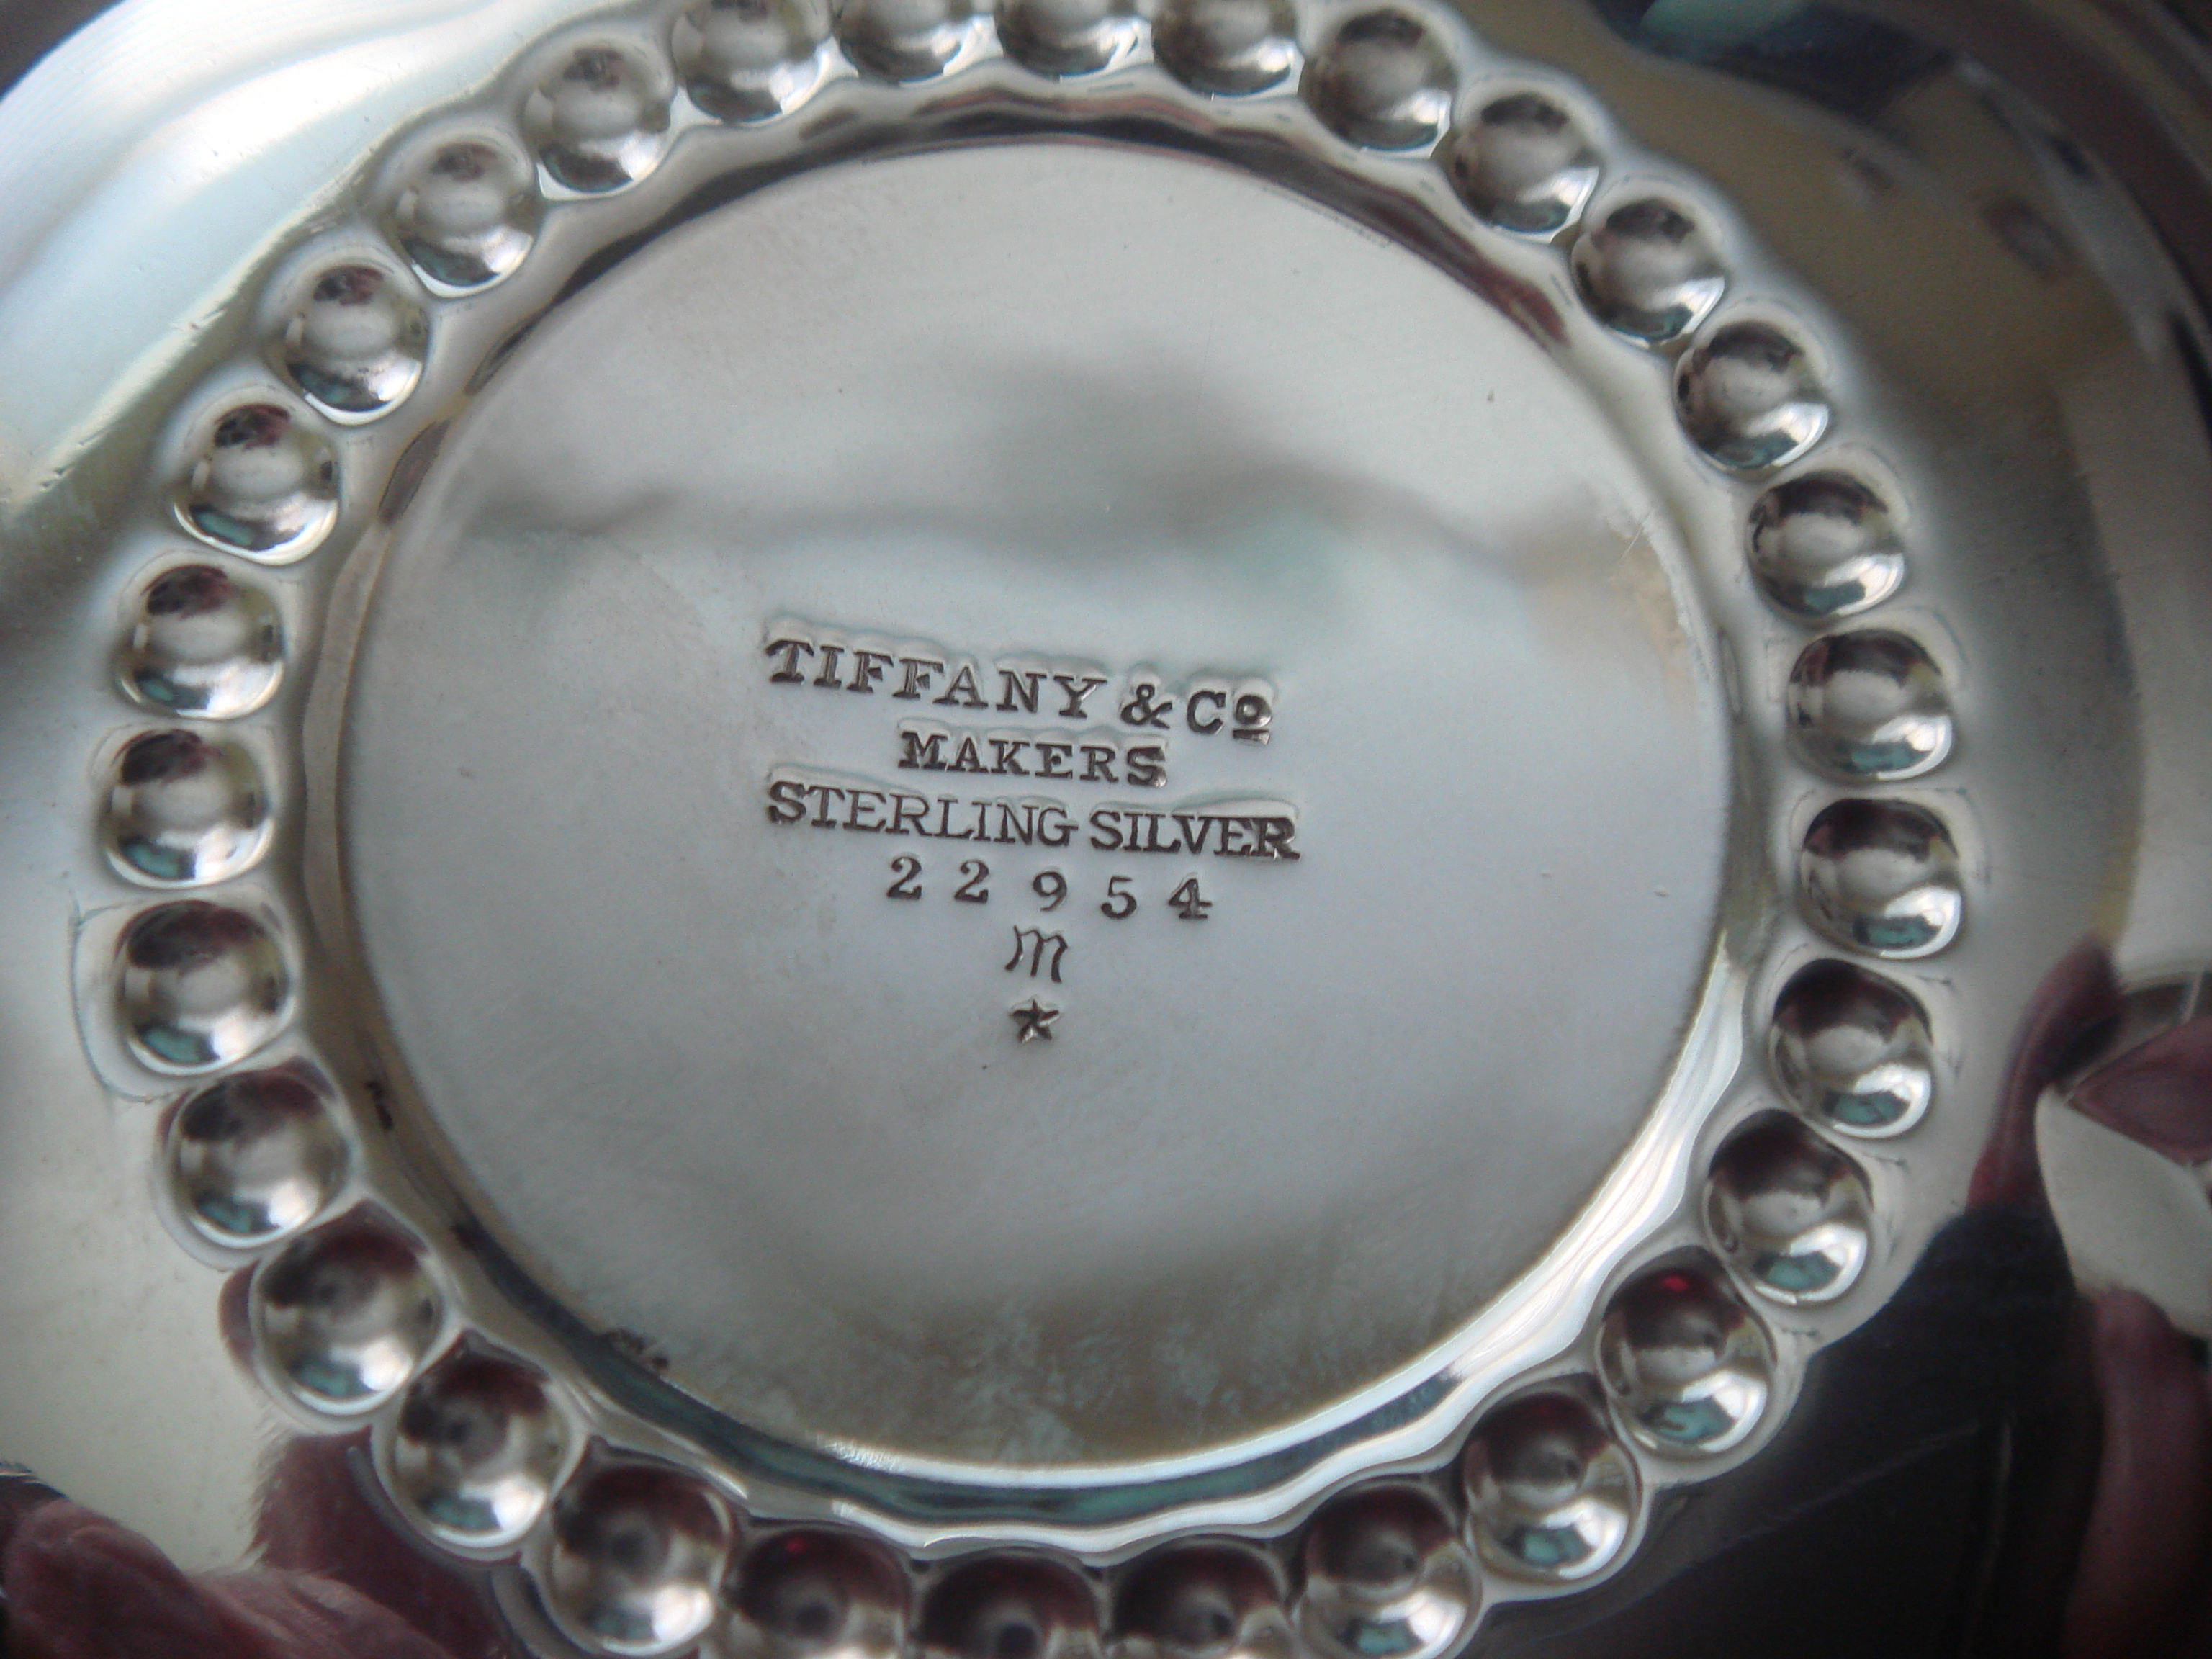 TIFFANY & Cº
MAKERS
STERLING SILVER
22954
m
★